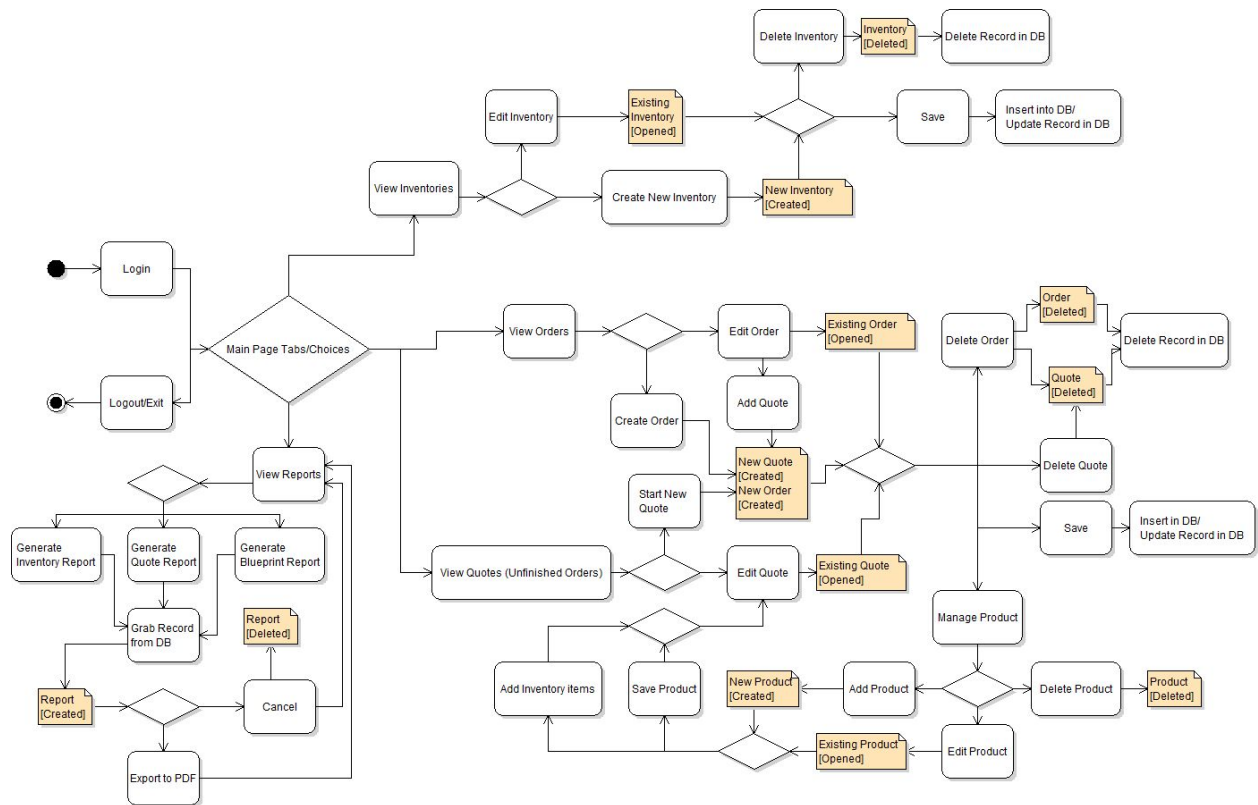 Delete Inventory
Inventory
[Deleted]
Delete Record in DB
Edit Inventory
Existing
Inventory
[Opened]
Save
Insert into DB/
Update Record in DB
View Inventories
Create New Inventory
New Inventory
[Created]
Login
Main Page Tabs/Choices
Logout/Exit
View Orders
Edit Order
Existing Order
[Opened]
Delete Order
Order
[Deleted]
Delete Record in DB
Quote
[Deleted]
Create Order
Add Quote
New Quote
[Created]
New Order
[Created]
Delete Quote
Start New
Quote
Save
Insert in DB/
Update Record in DB
View Quotes (Unfinished Orders)
Edit Quote
Existing Quote
[Opened]
View Reports
Generate
Inventory Report
Generate
Quote Report
Generate
Blueprint Report
Grab Record
from DB
Report
[Deleted]
Report
[Created]
Cancel
Export to PDF
Manage Product
Add Inventory items
Save Product
New Product
[Created]
Add Product
Delete Product
Product
[Deleted]
Existing Product
[Opened]
Edit Product